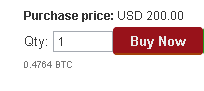 Purchase price: USD 200.00
Qty: 1 Buy Now
0.4764 BTC